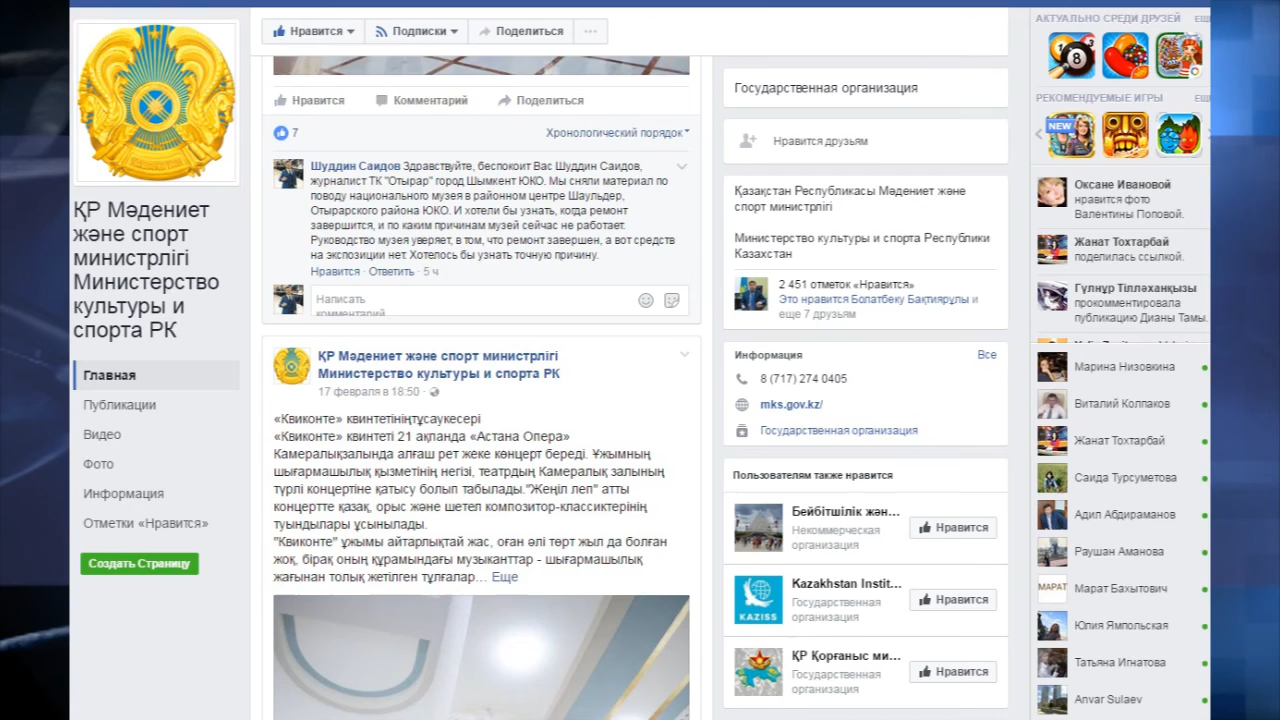 Нравится
Подписки
Поделиться
Нравится
Комментарий
Поделиться
7
Хронологический порядок
Шуддин Саидов Здравствуйте, беспокоит Вас Шуддин Саидов,
журналист ТК "Отырар" город Шымкент ЮКО. Мы сняли материал по
поводу национального музея в районном центре Шаульдер,
Отырарского района ЮКО. И хотели бы узнать, когда ремонт
завершится, и по каким причинам музей сейчас не работает.
Руководство музея уверяет, в том, что ремонт завершен, а вот средств
на экспозиции нет. Хотелось бы узнать точную причину.
Нравится · Ответить · 5 ч
Написать
комментарий
ҚР Мәдениет
және спорт
министрлігі
Министерство
культуры и
спорта РК
Главная
Публикации
Видео
Фото
Информация
Отметки «Нравится»
Создать Страницу
ҚР Мәдениет және спорт министрлігі
Министерство культуры и спорта РК
17 февраля в 18:50 ·
«Квиконте» квинтетініңтұсаукесері
«Квиконте» квинтеті 21 ақпанда «Астана Опера»
Камералықзалында алғаш рет жеке көнцерт береді. Ұжымның
шығармашылық қызметінің негізі, театрдың Камералық залының
түрлі концертіне қатысу болып табылады."Жеңіл леп" атты
концертте қазақ, орыс және шетел композитор-классиктерінің
туындылары ұсынылады.
"Квиконте" ұжымы айтарлықтай жас, оған әлі төрт жыл да болған
жоқ, бірақ оның құрамындағы музыканттар - шығармашылық
жағынан толық жетілген тұлғалар… Еще
Государственная организация
Нравится друзьям
Қазақстан Республикасы Мәдениет және
спорт министрлігі
Министерство культуры и спорта Республики
Казахстан
2 451 отметок «Нравится»
Это нравится Болатбеку Бақтиярұлы и
еще 7 друзьям
Информация
Все
8 (717) 274 0405
mks.gov.kz/
Государственная организация
Пользователям также нравится
Бейбітшілік жән...
Некоммерческая
организация
Нравится
Kazakhstan Instit...
Государственная
организация
Нравится
KAZISS
ҚР Қорғаныс ми...
Государственная
организация
Нравится
АКТУАЛЬНО СРЕДИ ДРУЗЕЙ
ЕЩ
8
РЕКОМЕНДУЕМЫЕ ИГРЫ
ЕЩ
NEW
Оксане Ивановой
нравится фото
Валентины Поповой.
Жанат Тохтарбай
поделилась ссылкой.
Гүлнұр Тілләханқызы
прокомментировала
публикацию Дианы Тамы.
Марина Низовкина
Виталий Колпаков
Жанат Тохтарбай
Саида Турсуметова
Адил Абдираманов
Раушан Аманова
МАРАТ
Марат Бахытович
Юлия Ямпольская
Татьяна Игнатова
Anvar Sulaev